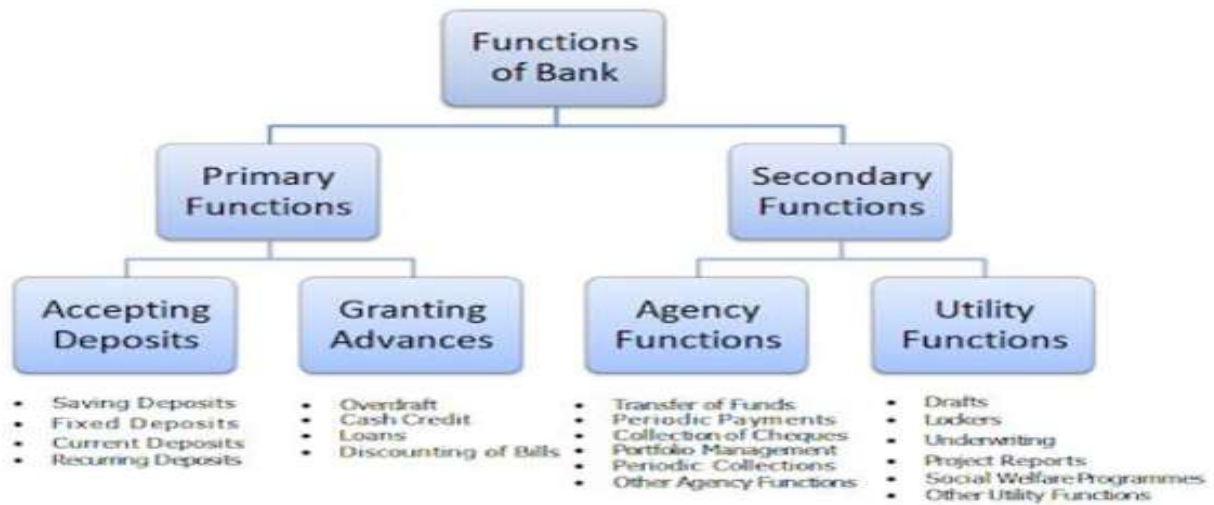 Functions
of Bank
Primary
Functions
Secondary
Functions
Accepting
Deposits
Granting
Advances
Agency
Functions
Utility
Functions
• Saving Deposits
• Fixed Deposits
• Current Deposits
• Recurring Deposits
• Overdraft
• Cash Credit
• Loans
• Discounting of Bills
• Transfer of Funds
• Periodic Payments
• Collection of Cheques
• Portfolio Management
• Periodic Collections
• Other Agency Functions
• Drafts
• Lockers
• Underwriting
• Project Reports
• Social Welfare Programmes
• Other Utility Functions